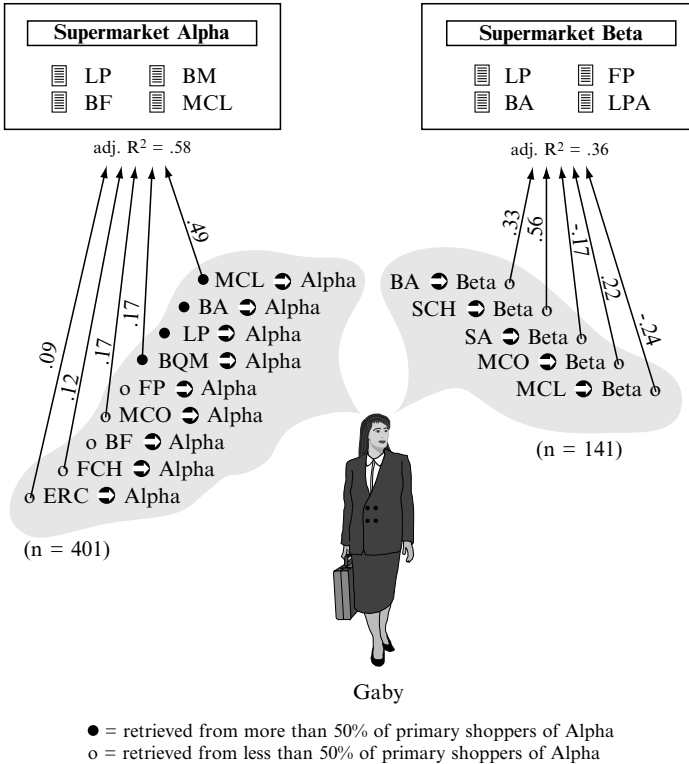 Supermarket Alpha
LP BM
BF MCL
adj. R² = .58
Supermarket Beta
LP FP
BA LPA
adj. R² = .36
.09
.12
.17
.17
.49
MCL Alpha
BA Alpha
LP Alpha
BQM Alpha
FP Alpha
MCO Alpha
BF Alpha
FCH Alpha
ERC Alpha
(n = 401)
.33
.56
-.17
.22
-.24
BA Beta
SCH Beta
SA Beta
MCO Beta
MCL Beta
(n = 141)
Gaby
● = retrieved from more than 50% of primary shoppers of Alpha
o = retrieved from less than 50% of primary shoppers of Alpha